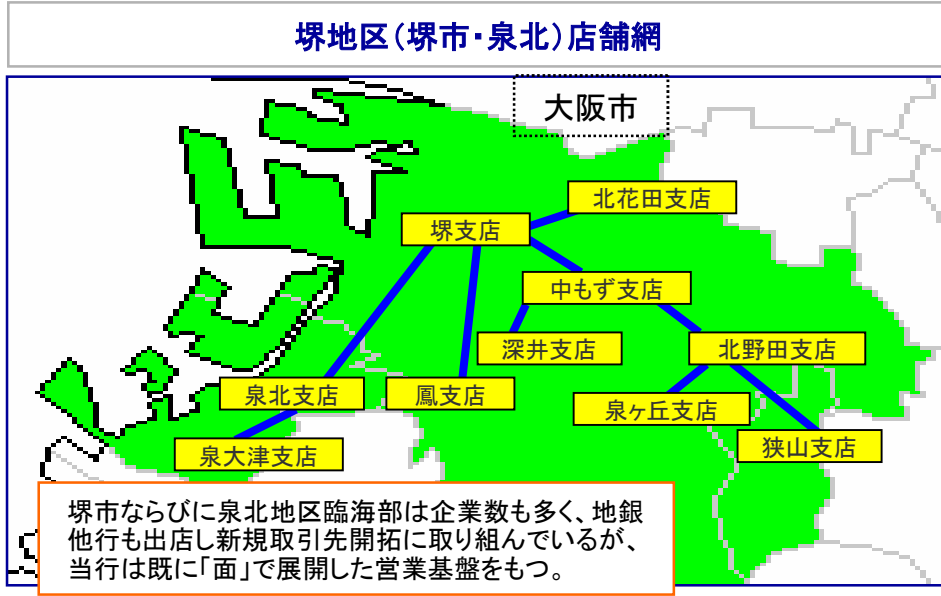 堺地区(堺市・泉北)店舗網
大阪市
北花田支店
堺支店
中もず支店
深井支店
北野田支店
泉北支店
鳳支店
泉ヶ丘支店
狭山支店
泉大津支店
堺市ならびに泉北地区臨海部は企業数も多く、地銀
他行も出店し新規取引先開拓に取り組んでいるが、
当行は既に「面」で展開した営業基盤をもつ。